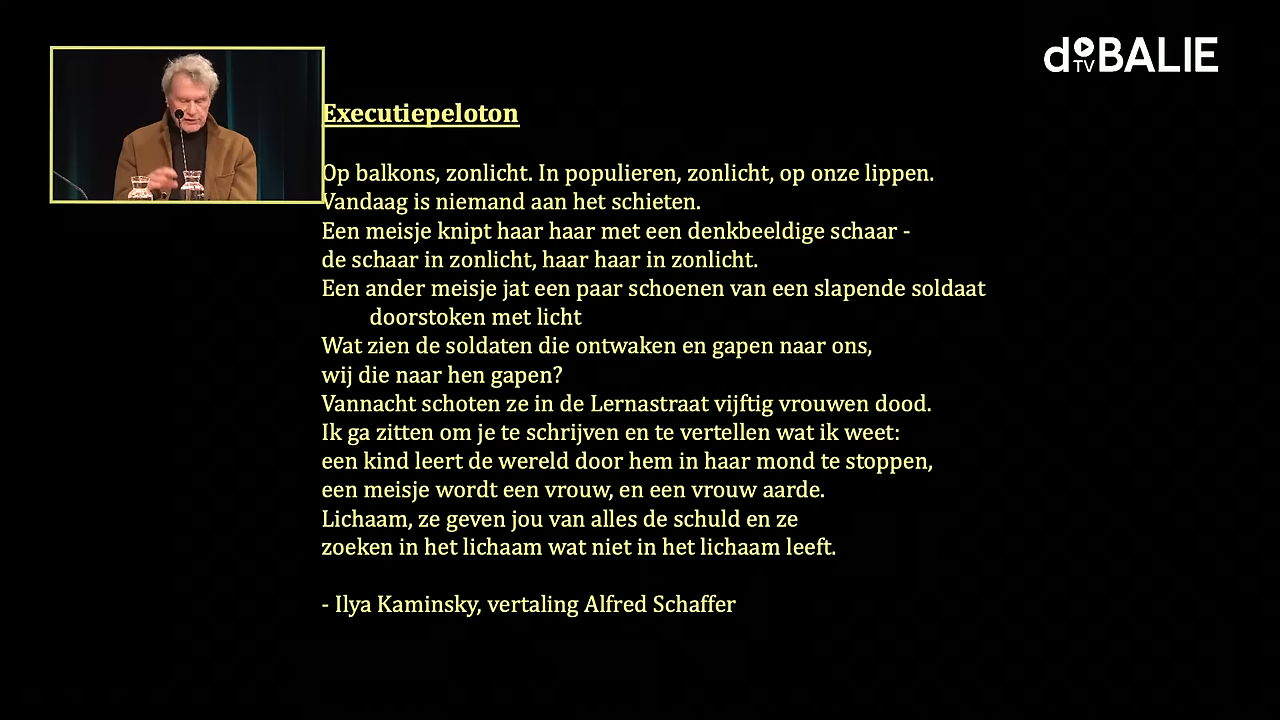 de BALIE
TV
Executiepeloton
Op balkons, zonlicht. In populieren, zonlicht, op onze lippen.
Vandaag is niemand aan het schieten.
Een meisje knipt haar haar met een denkbeeldige schaar -
de schaar in zonlicht, haar haar in zonlicht.
Een ander meisje jat een paar schoenen van een slapende soldaat
doorstoken met licht
Wat zien de soldaten die ontwaken en gapen naar ons,
wij die naar hen gapen?
Vannacht schoten ze in de Lernastraat vijftig vrouwen dood.
Ik ga zitten om je te schrijven en te vertellen wat ik weet:
een kind leert de wereld door hem in haar mond te stoppen,
een meisje wordt een vrouw, en een vrouw aarde.
Lichaam, ze geven jou van alles de schuld en ze
zoeken in het lichaam wat niet in het lichaam leeft.
- Ilya Kaminsky, vertaling Alfred Schaffer